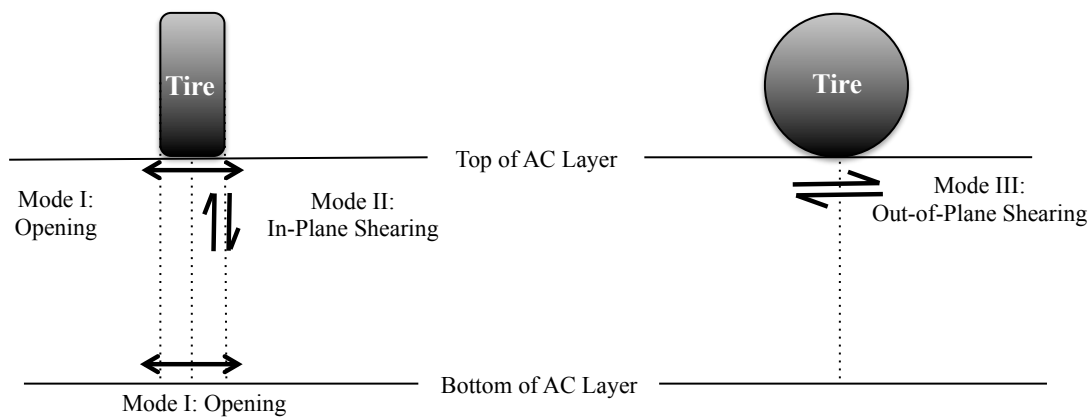 Tire
Tire
Top of AC Layer
Mode I:
Opening
Mode II:
In-Plane Shearing
Mode III:
Out-of-Plane Shearing
Bottom of AC Layer
Mode I: Opening